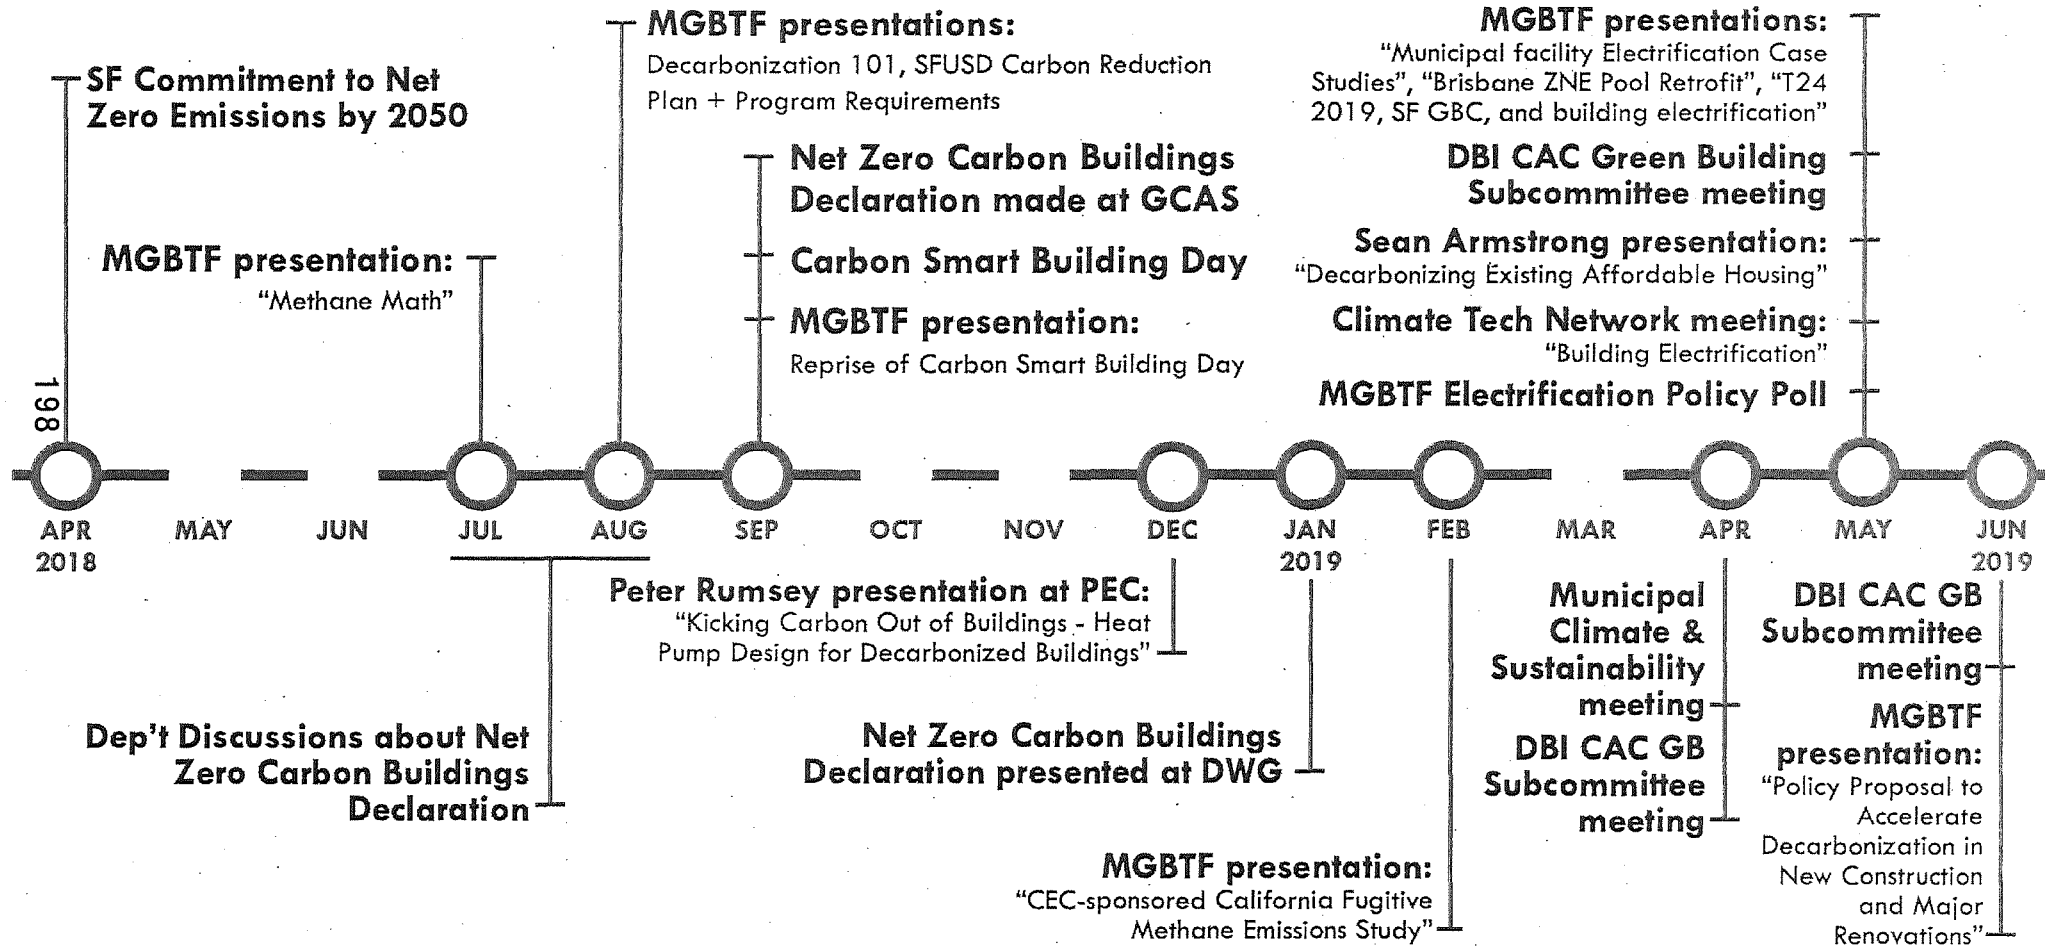 SF Commitment to Net
Zero Emissions by 2050
MGBTF presentation:
“Methane Math”
MGBTF presentations:
Decarbonization 101, SFUSD Carbon Reduction
Plan + Program Requirements
Net Zero Carbon Buildings
Declaration made at GCAS
Carbon Smart Building Day
MGBTF presentation:
Reprise of Carbon Smart Building Day
MGBTF presentations:
“Municipal facility Electrification Case
Studies”, “Brisbane ZNE Pool Retrofit”, “T24
2019, SF GBC, and building electrification”
DBI CAC Green Building
Subcommittee meeting
Sean Armstrong presentation:
“Decarbonizing Existing Affordable Housing”
Climate Tech Network meeting:
“Building Electrification”
MGBTF Electrification Policy Poll
198
APR
2018
MAY
JUN
JUL
AUG
SEP
OCT
NOV
DEC
JAN
2019
FEB
MAR
APR
MAY
JUN
2019
Dep’t Discussions about Net
Zero Carbon Buildings
Declaration
Peter Rumsey presentation at PEC:
“Kicking Carbon Out of Buildings - Heat
Pump Design for Decarbonized Buildings”
Net Zero Carbon Buildings
Declaration presented at DWG
MGBTF presentation:
“CEC-sponsored California Fugitive
Methane Emissions Study”
Municipal
Climate &
Sustainability
meeting
DBI CAC GB
Subcommittee
meeting
DBI CAC GB
Subcommittee
meeting
MGBTF
presentation:
“Policy Proposal to
Accelerate
Decarbonization in
New Construction
and Major
Renovations”